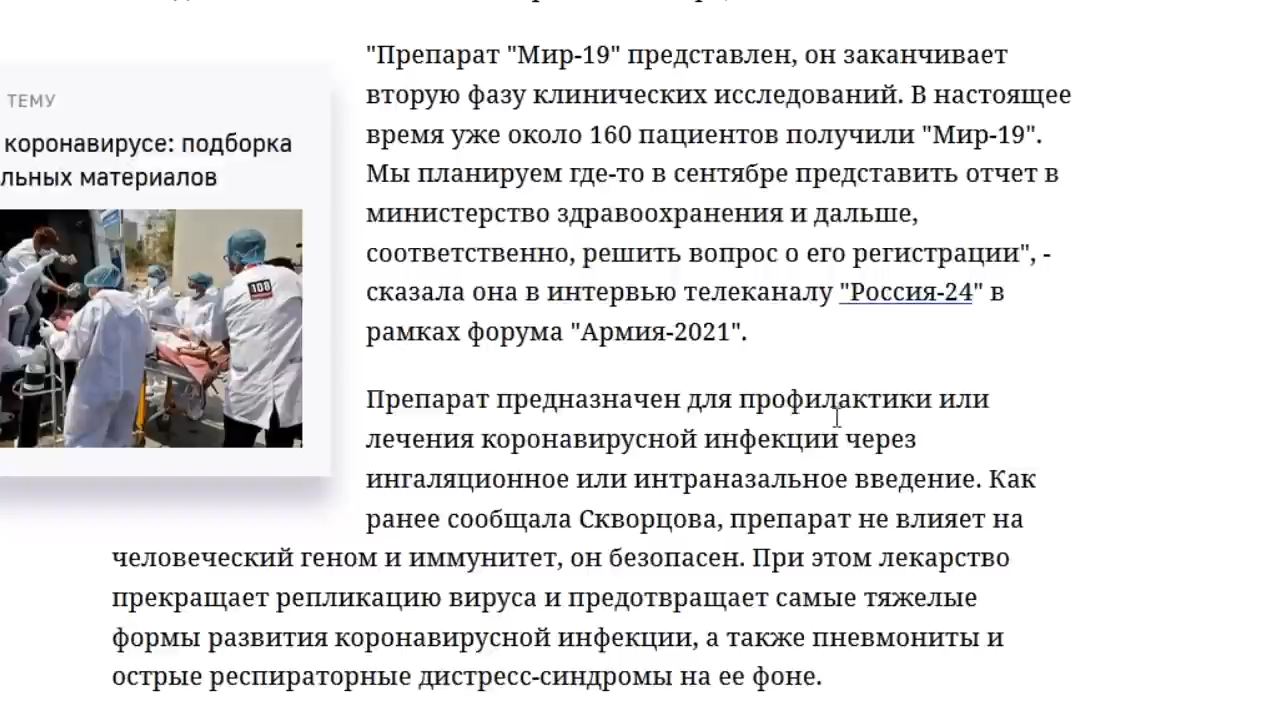 "Препарат "Мир-19" представлен, он заканчивает
вторую фазу клинических исследований. В настоящее
время уже около 160 пациентов получили "Мир-19".
Мы планируем где-то в сентябре представить отчет в
министерство здравоохранения и дальше,
соответственно, решить вопрос о его регистрации", -
сказала она в интервью телеканалу "Россия-24" в
рамках форума "Армия-2021".
ТЕМУ
коронавирусе: подборка
льных материалов
108
Препарат предназначен для профилактики или
лечения коронавирусной инфекции через
ингаляционное или интраназальное введение. Как
ранее сообщала Скворцова, препарат не влияет на
человеческий геном и иммунитет, он безопасен. При этом лекарство
прекращает репликацию вируса и предотвращает самые тяжелые
формы развития коронавирусной инфекции, а также пневмониты и
острые респираторные дистресс-синдромы на ее фоне.